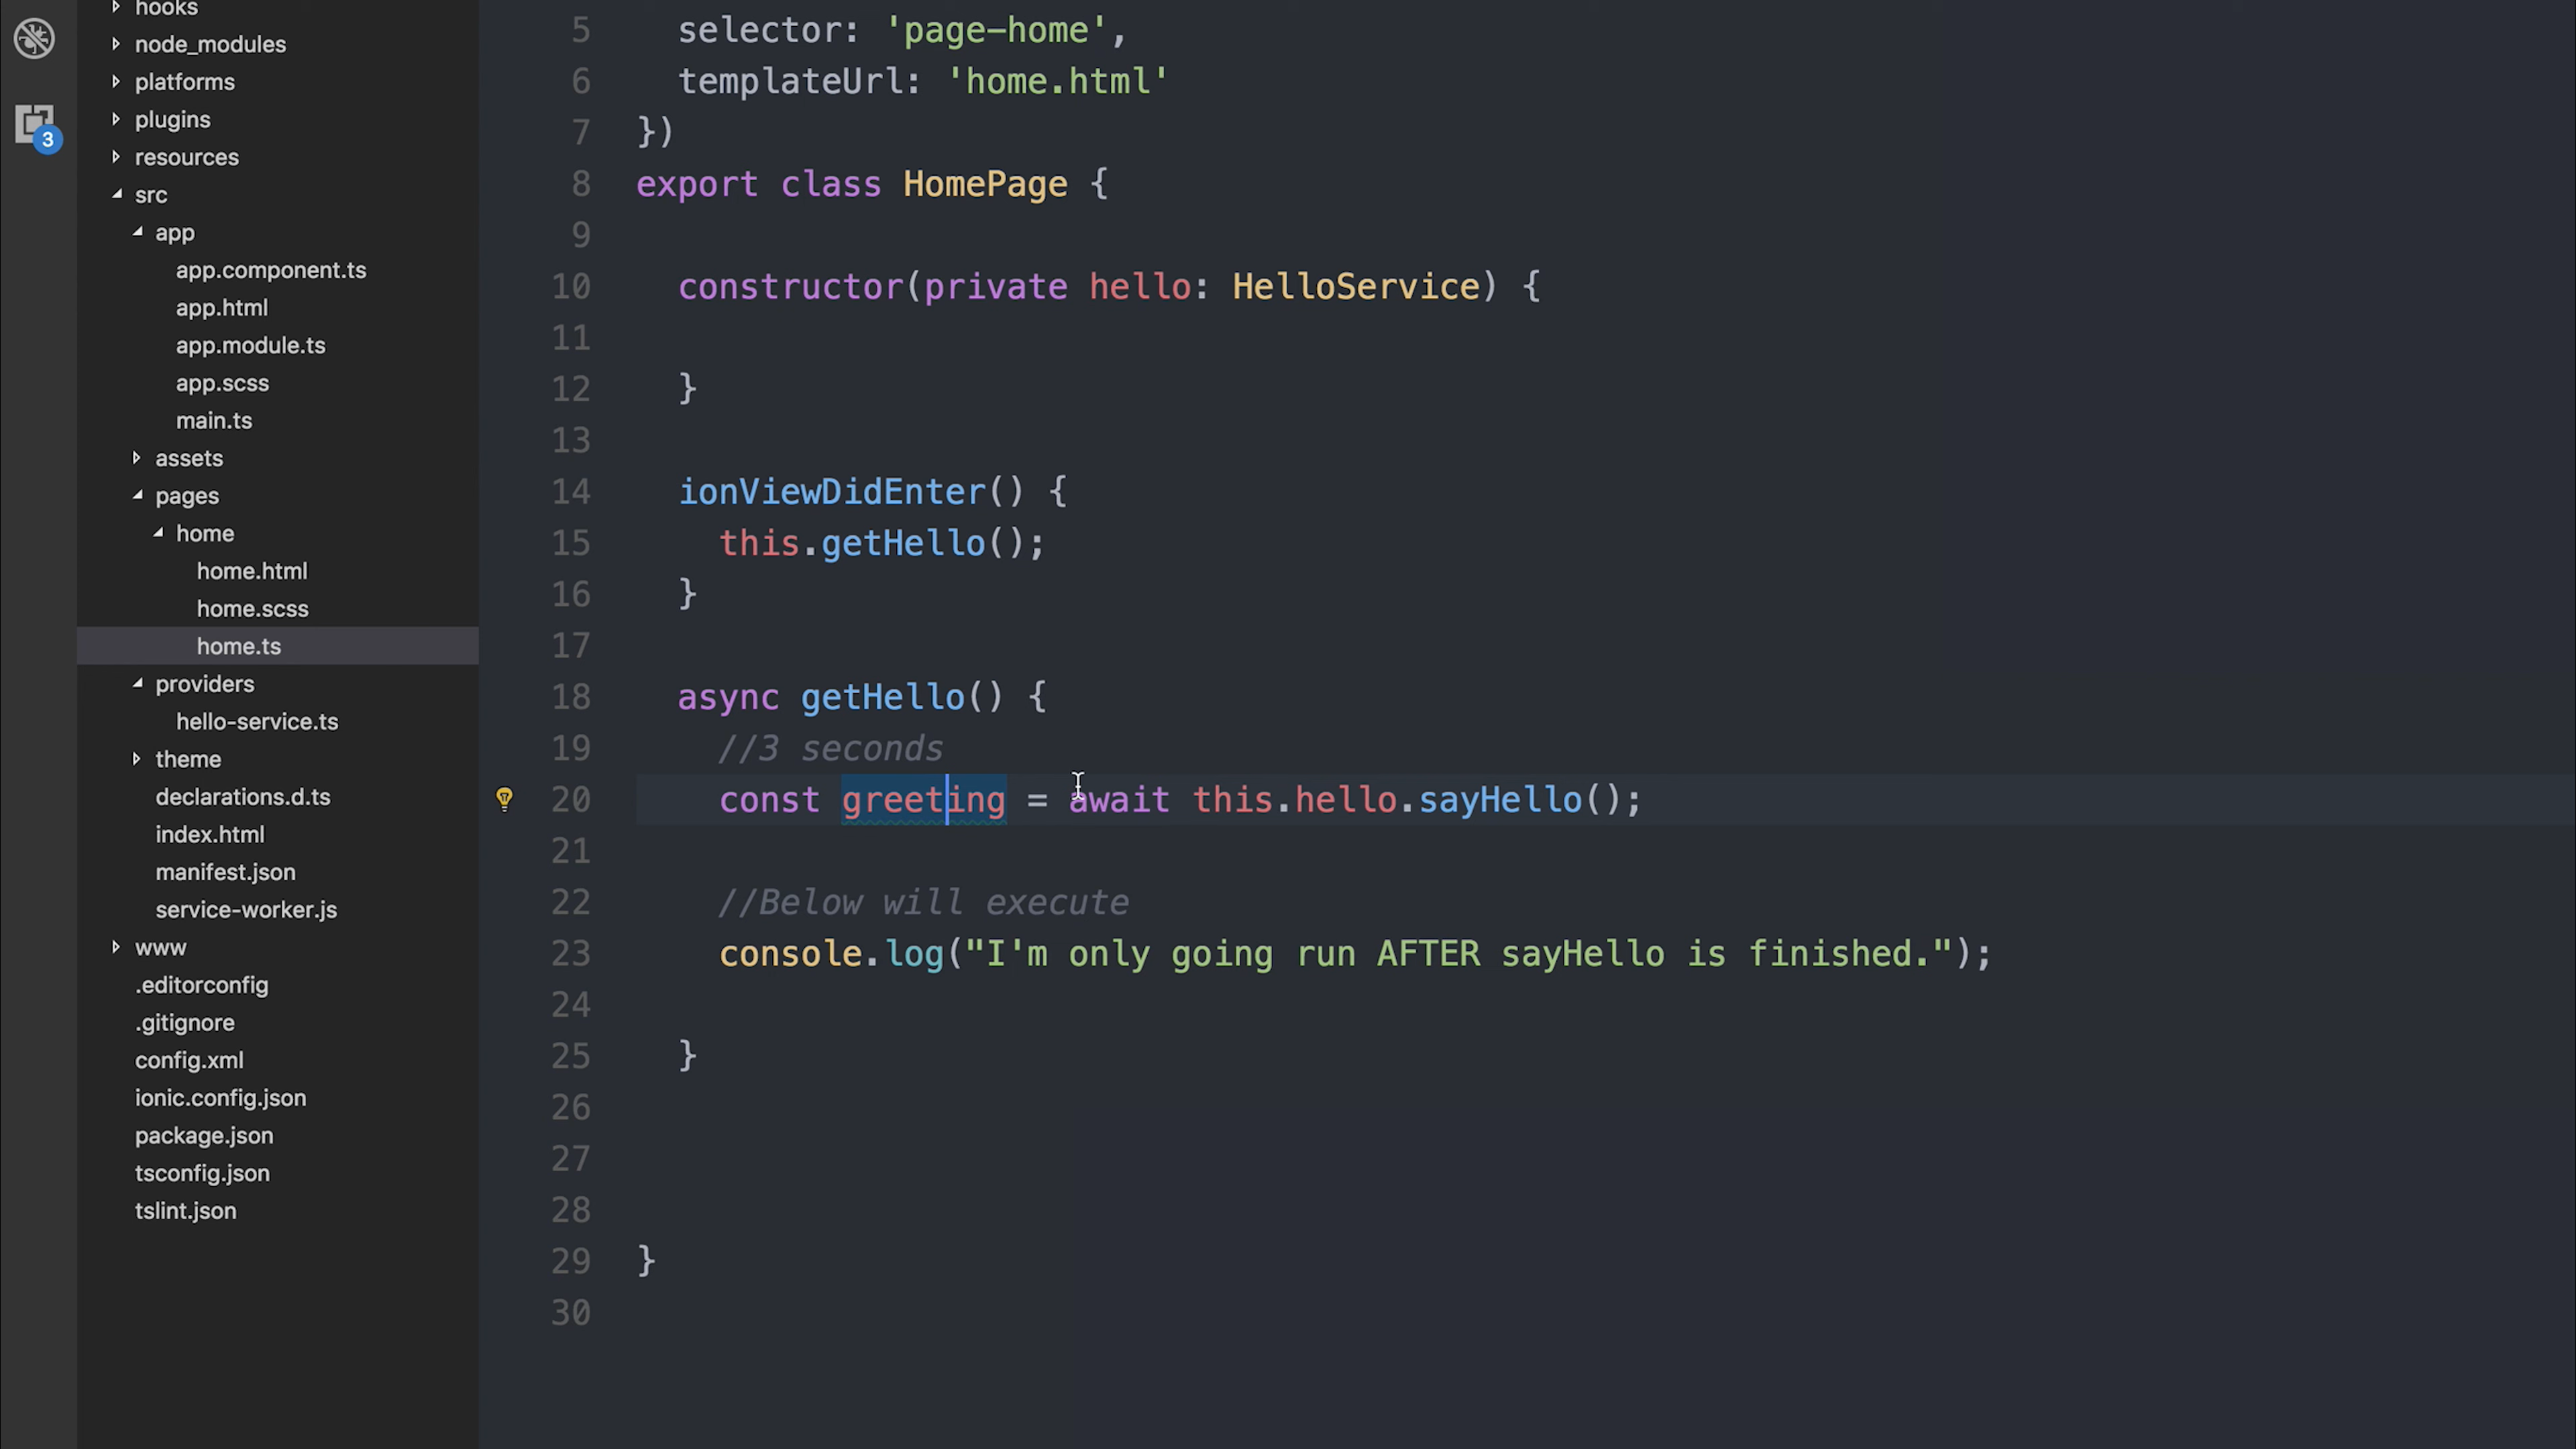 hooks
node_modules
platforms
plugins
3
resources
src
app
app.component.ts
app.html
app.module.ts
app.scss
main.ts
assets
pages
home
home.html
home.scss
home.ts
providers
hello-service.ts
theme
declarations.d.ts
index.html
manifest.json
service-worker.js
www
.editorconfig
.gitignore
config.xml
ionic.config.json
package.json
tsconfig.json
tslint.json
5 selector: 'page-home',
6 templateUrl: 'home.html'
7 })
8 export class HomePage {
9
10 constructor(private hello: HelloService) {
11
12 }
13
14 ionViewDidEnter() {
15 this.getHello();
16 }
17
18 async getHello() {
19 //3 seconds
20 const greeting = await this.hello.sayHello();
21
22 //Below will execute
23 console.log("I'm only going run AFTER sayHello is finished.");
24
25 }
26
27
28
29 }
30